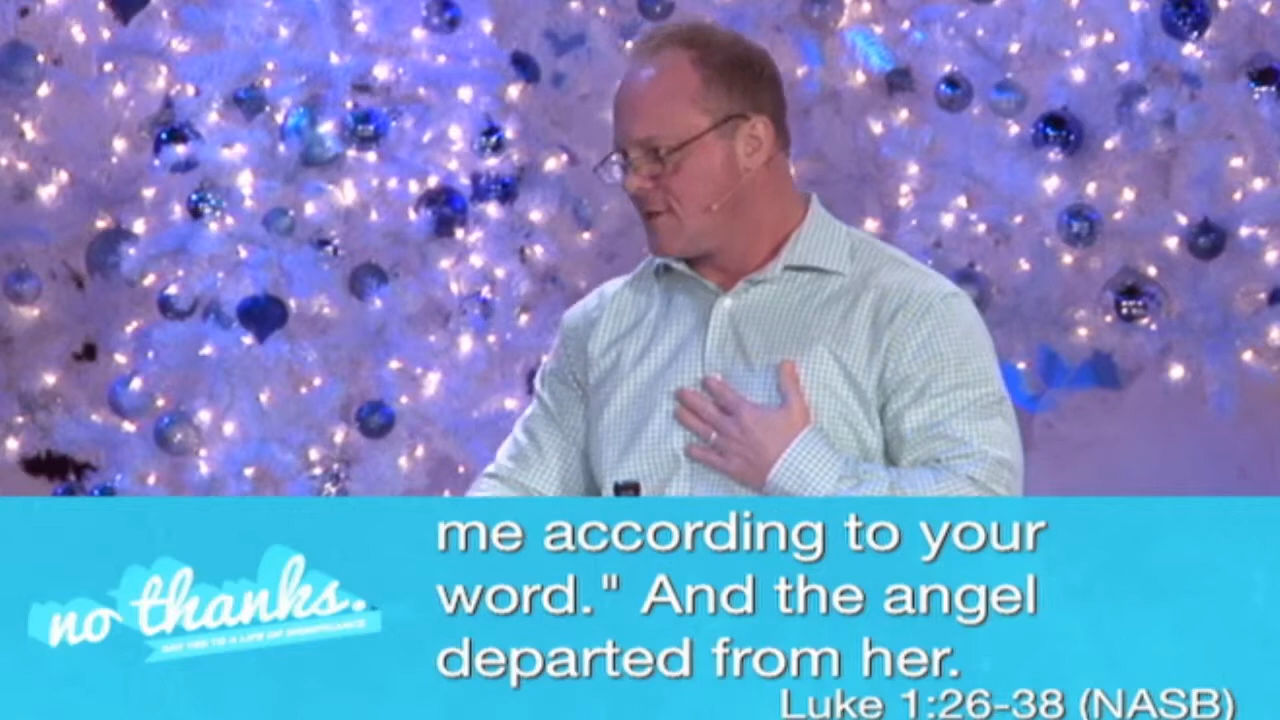 no thanks.
me according to your
word." And the angel
departed from her.
Luke 1:26-38 (NASB)